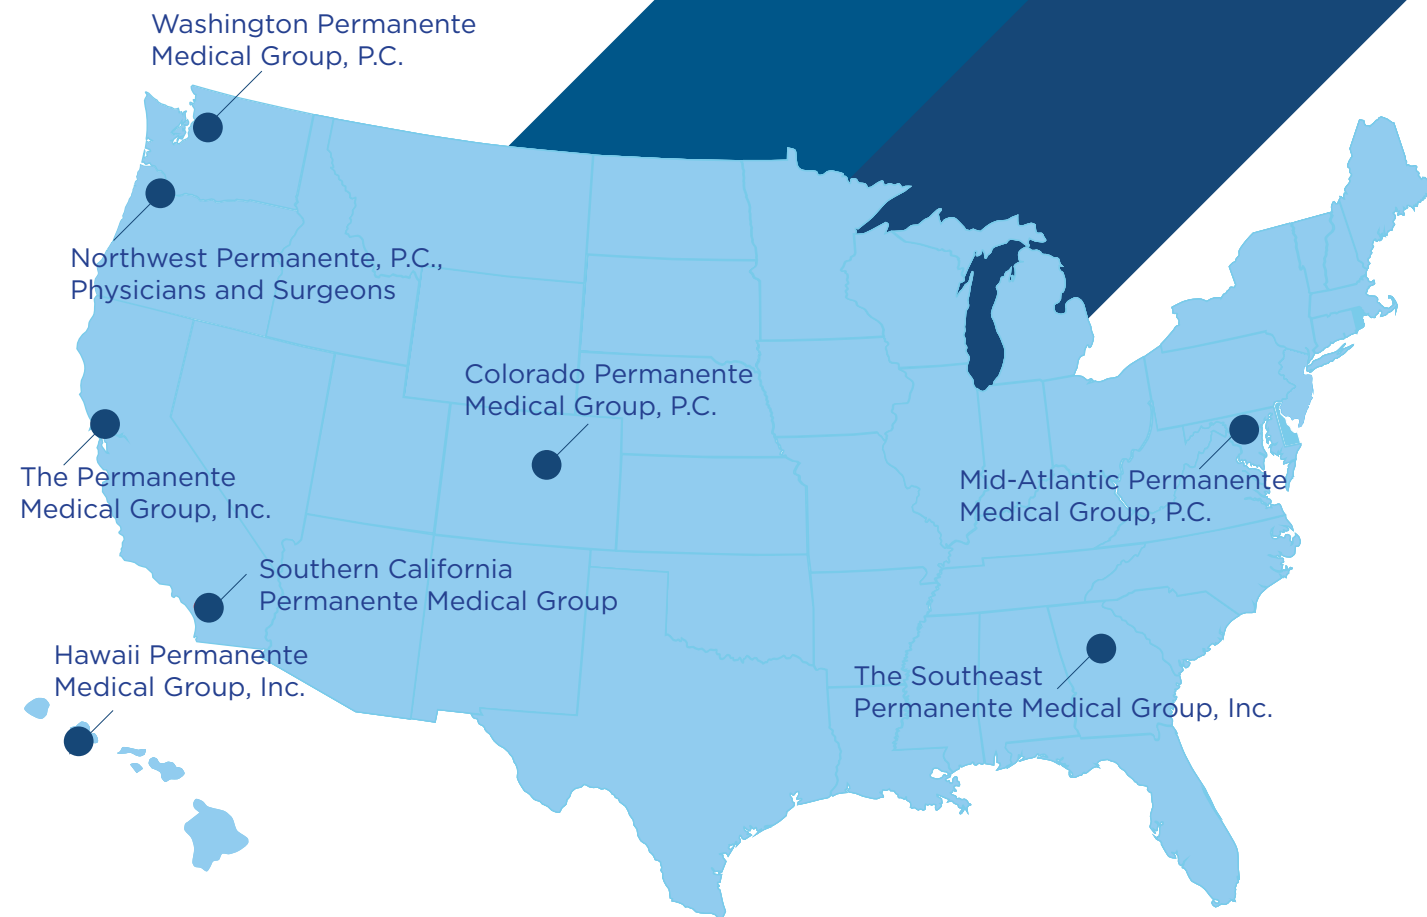 Washington Permanente
Medical Group, P.C.
Northwest Permanente, P.C.,
Physicians and Surgeons
Colorado Permanente
Medical Group, P.C.
The Permanente
Medical Group, Inc.
Mid-Atlantic Permanente
Medical Group, P.C.
Southern California
Permanente Medical Group
Hawaii Permanente
Medical Group, Inc.
The Southeast
Permanente Medical Group, Inc.